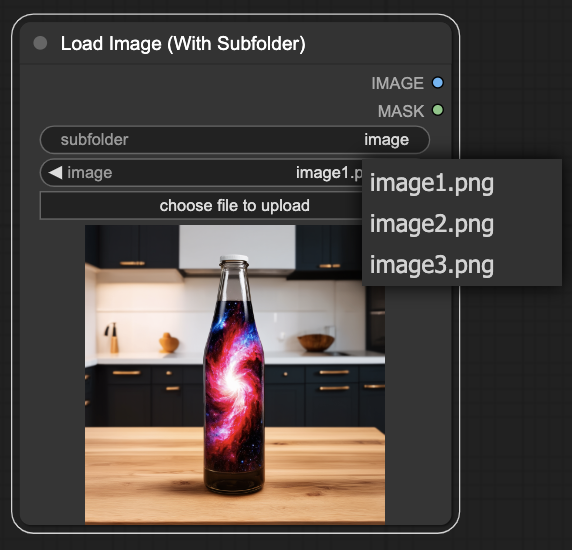 Load Image (With Subfolder)
IMAGE
MASK
subfolder image
image image1.p
choose file to upload
image1.png
image2.png
image3.png